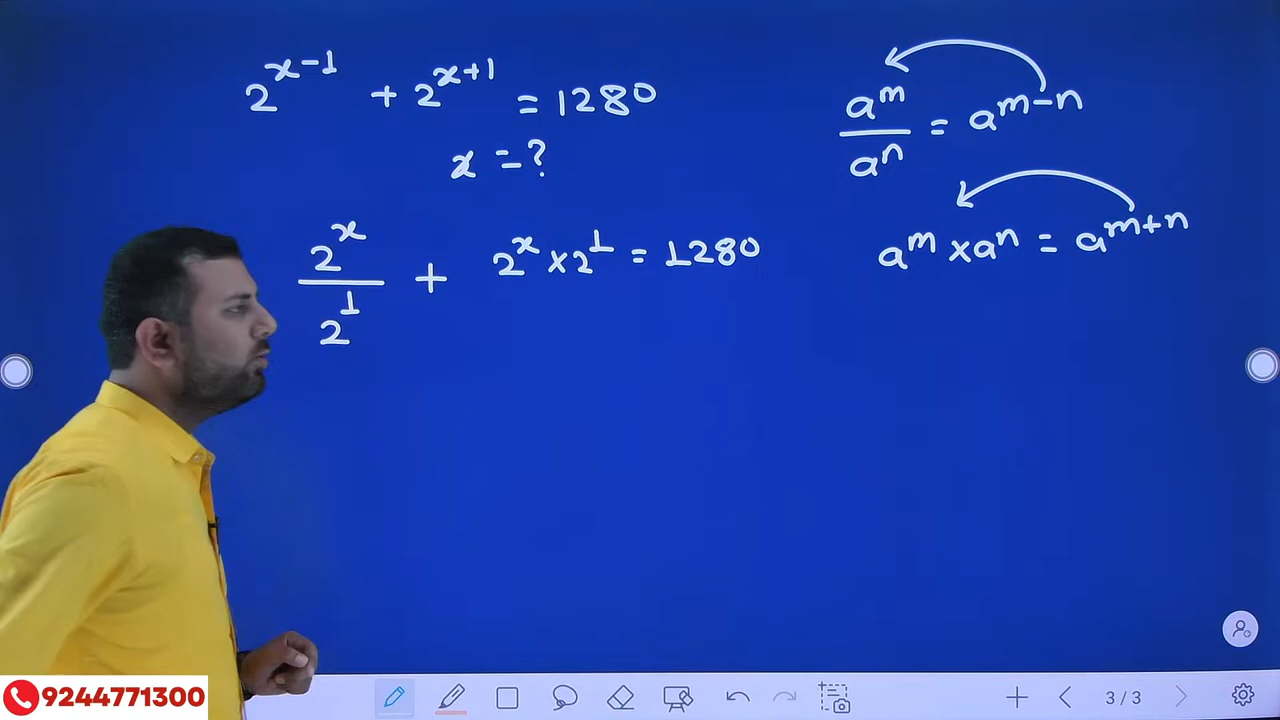 2^{x-1} + 2^{x+1} = 1280
x = ?
2^x / 2^1 + 2^x × 2^1 = 1280
a^m / a^n = a^{m-n}
a^m × a^n = a^{m+n}
9244771300
3/3